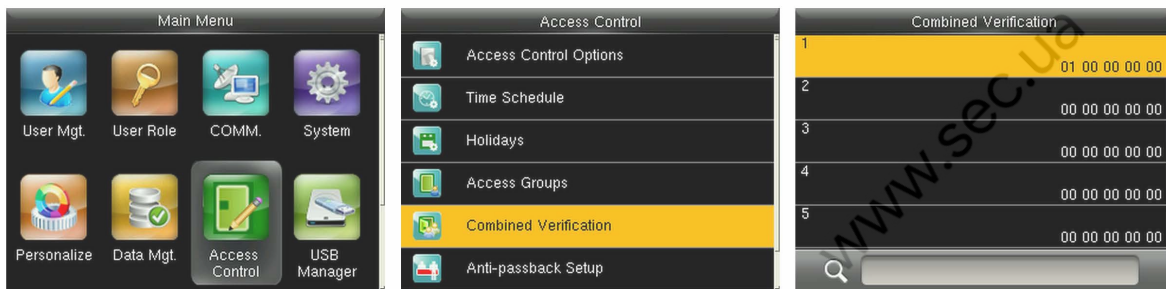 Main Menu
User Mgt.
User Role
COMM.
System
Personalize
Data Mgt.
Access
Control
USB
Manager
Access Control
Access Control Options
Time Schedule
Holidays
Access Groups
Combined Verification
Anti-passback Setup
Combined Verification
1
01 00 00 00 00
2
00 00 00 00 00
3
00 00 00 00 00
4
00 00 00 00 00
5
00 00 00 00 00
www.sec.ua